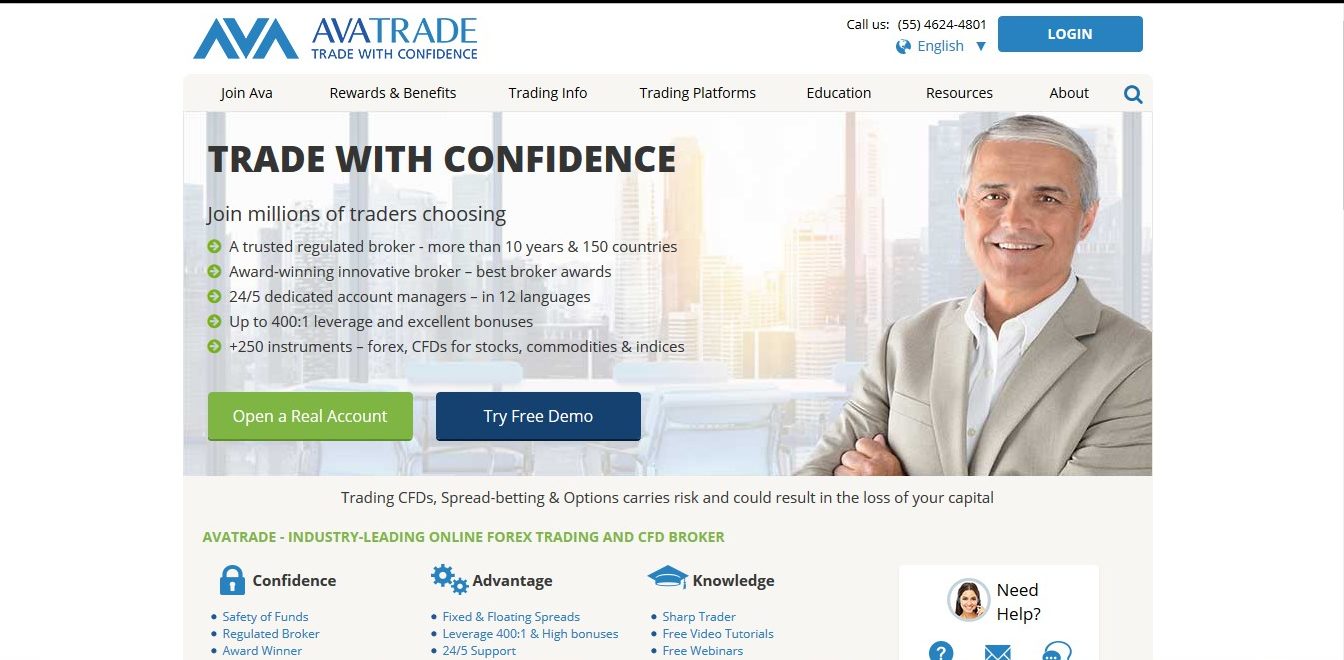 AVATRADE
TRADE WITH CONFIDENCE
Call us: (55) 4624-4801
English
LOGIN
Join Ava
Rewards & Benefits
Trading Info
Trading Platforms
Education
Resources
About
TRADE WITH CONFIDENCE
Join millions of traders choosing
A trusted regulated broker - more than 10 years & 150 countries
Award-winning innovative broker – best broker awards
24/5 dedicated account managers – in 12 languages
Up to 400:1 leverage and excellent bonuses
+250 instruments – forex, CFDs for stocks, commodities & indices
Open a Real Account
Try Free Demo
Trading CFDs, Spread-betting & Options carries risk and could result in the loss of your capital
AVATRADE - INDUSTRY-LEADING ONLINE FOREX TRADING AND CFD BROKER
Confidence
Safety of Funds
Regulated Broker
Award Winner
Advantage
Fixed & Floating Spreads
Leverage 400:1 & High bonuses
24/5 Support
Knowledge
Sharp Trader
Free Video Tutorials
Free Webinars
Need
Help?